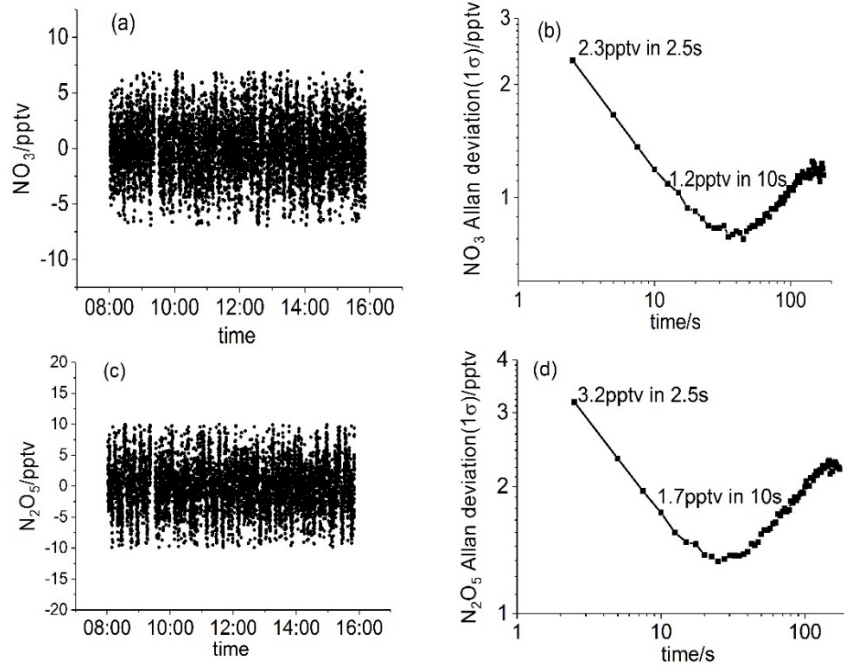 (a)
NO3/pptv
10
5
0
-5
-10
08:00 10:00 12:00 14:00 16:00
time
(b)
NO3 Allan deviation(1σ)/pptv
3
2
1
2.3pptv in 2.5s
1.2pptv in 10s
1 10 100
time/s
(c)
N2O5/pptv
20
15
10
5
0
-5
-10
-15
-20
08:00 10:00 12:00 14:00 16:00
time
(d)
N2O5 Allan deviation(1σ)/pptv
4
3
2
1
3.2pptv in 2.5s
1.7pptv in 10s
1 10 100
time/s